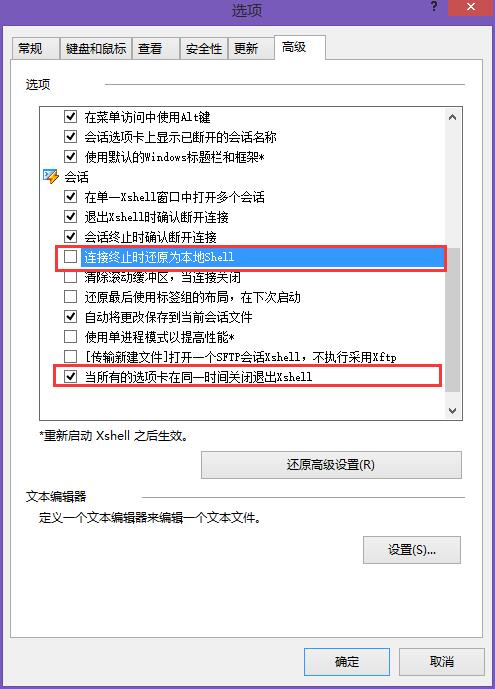 选项
?
常规 键盘和鼠标 查看 安全性 更新 高级
选项
在菜单访问中使用Alt键
会话选项卡上显示已断开的会话名称
使用默认的Windows标题栏和框架*
会话
在单一Xshell窗口中打开多个会话
退出Xshell时确认断开连接
会话终止时确认断开连接
连接终止时还原为本地Shell
清除滚动缓冲区，当连接关闭
还原最后使用标签组的布局，在下次启动
自动将更改保存到当前会话文件
使用单进程模式以提高性能*
[传输新建文件]打开一个SFTP会话Xshell，不执行采用Xftp
当所有的选项卡在同一时间关闭退出Xshell
*重新启动 Xshell 之后生效。
还原高级设置(R)
文本编辑器
定义一个文本编辑器来编辑一个文本文件。
设置(S)...
确定 取消